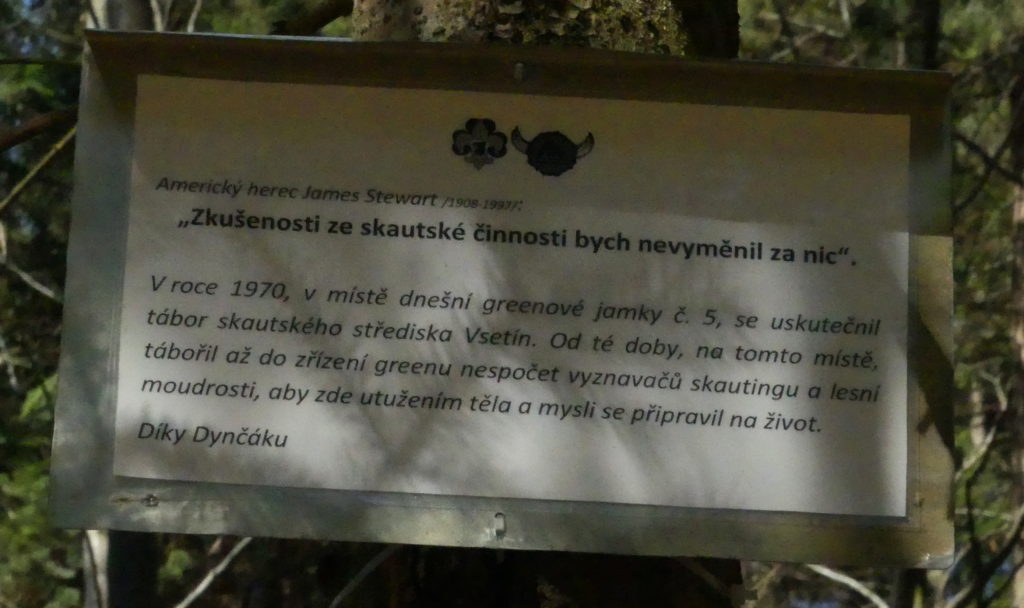 Americký herec James Stewart /1908-1997/:
„Zkušenosti ze skautské činnosti bych nevyměnil za nic“.
V roce 1970, v místě dnešní greenové jamky č. 5, se uskutečnil
tábor skautského střediska Vsetín. Od té doby, na tomto místě,
tábořil až do zřízení greenu nespočet vyznavačů skautingu a lesní
moudrosti, aby zde utužením těla a mysli se připravil na život.
Díky Dynčáku